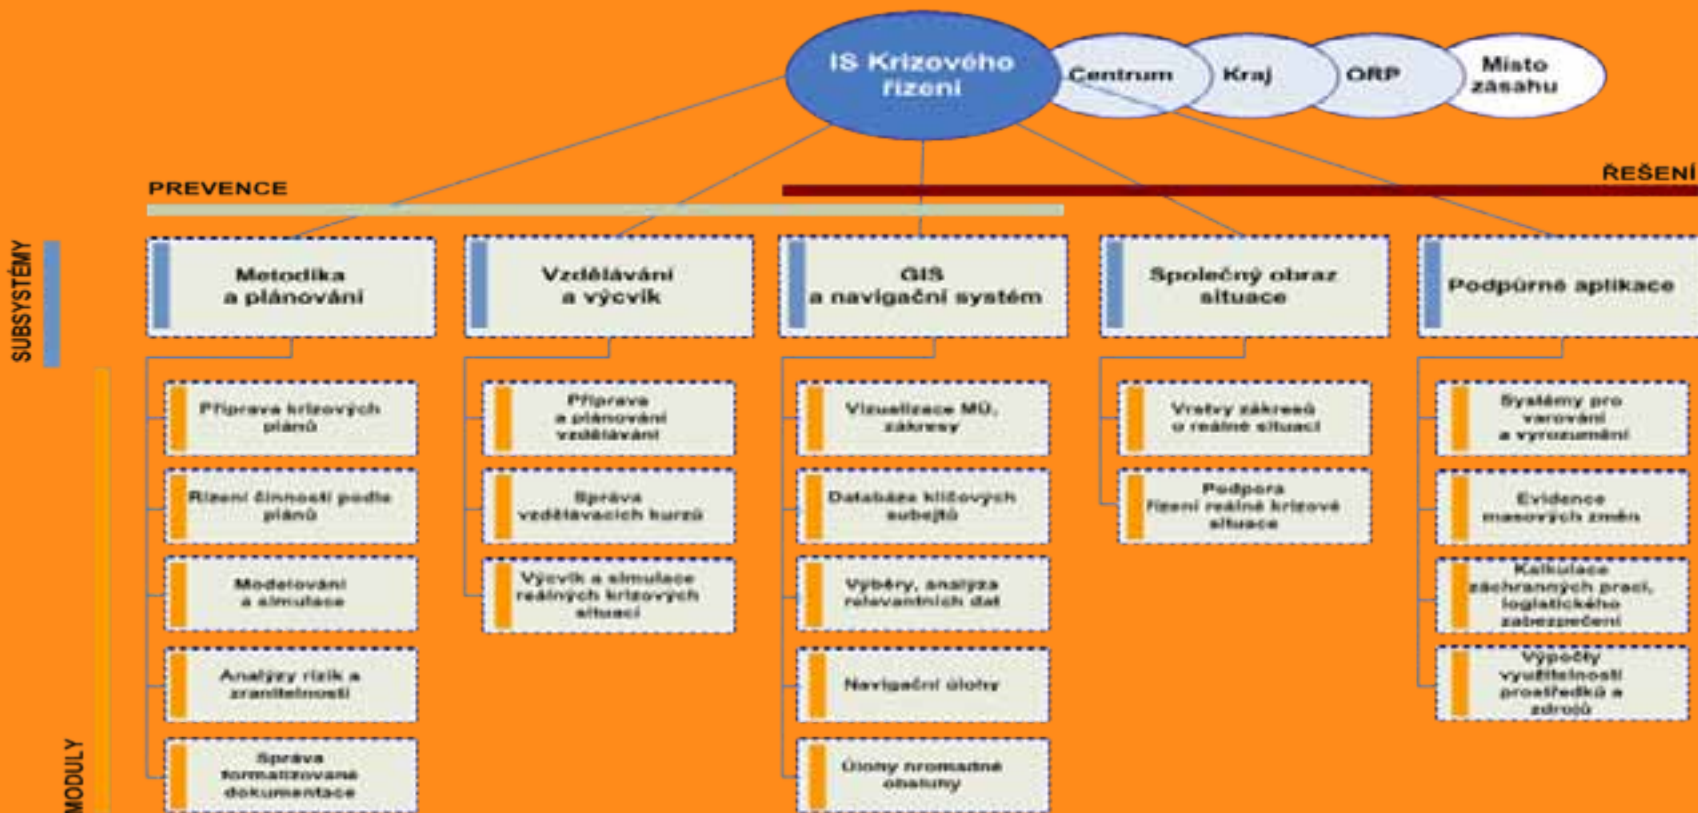 IS Krizového
řízení
Centrum
Kraj
ORP
Místo
zásahu
PREVENCE
ŘEŠENÍ
SUBSYSTÉMY
Metodika
a plánování
Vzdělávání
a výcvik
GIS
a navigační systém
Společný obraz
situace
Podpůrné aplikace
MODULY
Příprava krizových
plánů
Řízení činností podle
plánů
Modelování
a simulace
Analýzy rizik a
zranitelností
Správa
formalizované
dokumentace
Příprava
a plánování
vzdělávání
Správa
vzdělávacích kurzů
Výcvik a simulace
reálných krizových
situací
Vizualizace MÚ,
zákresy
Databáze klíčových
subejtů
Výběry, analýza
relevantních dat
Navigační úlohy
Úlohy hromadné
obsluhy
Vrstvy zákresů
o reálné situaci
Podpora
řízení reálné krizové
situace
Systémy pro
varování
a vyrozumění
Evidence
masových změn
Kalkulace
záchranných prací,
logistického
zabezpečení
Výpočty
využitelnosti
prostředků a
zdrojů